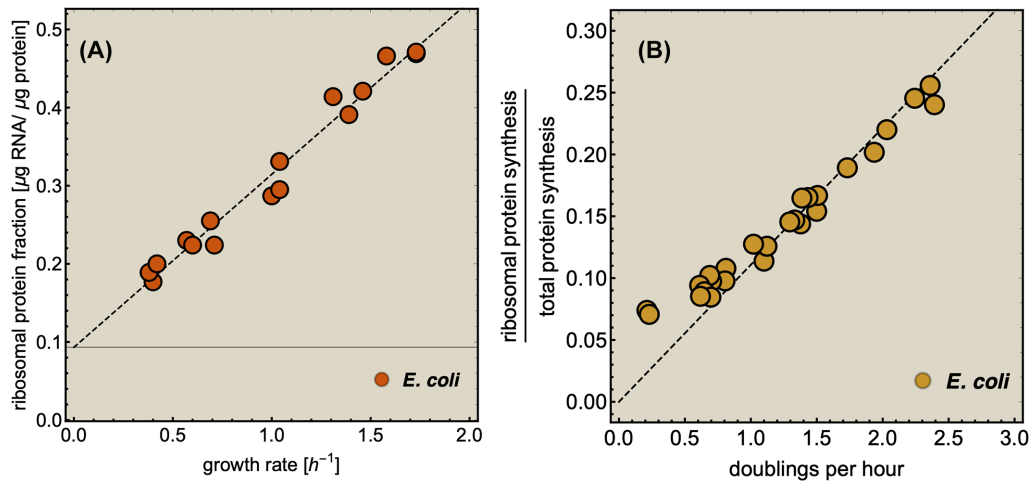 (A)
ribosomal protein fraction [μg RNA/ μg protein]
0.5
0.4
0.3
0.2
0.1
0.0
0.0 0.5 1.0 1.5 2.0
growth rate [h⁻¹]
E. coli
(B)
ribosomal protein synthesis
total protein synthesis
0.30
0.25
0.20
0.15
0.10
0.05
0.00
0.0 0.5 1.0 1.5 2.0 2.5 3.0
doublings per hour
E. coli